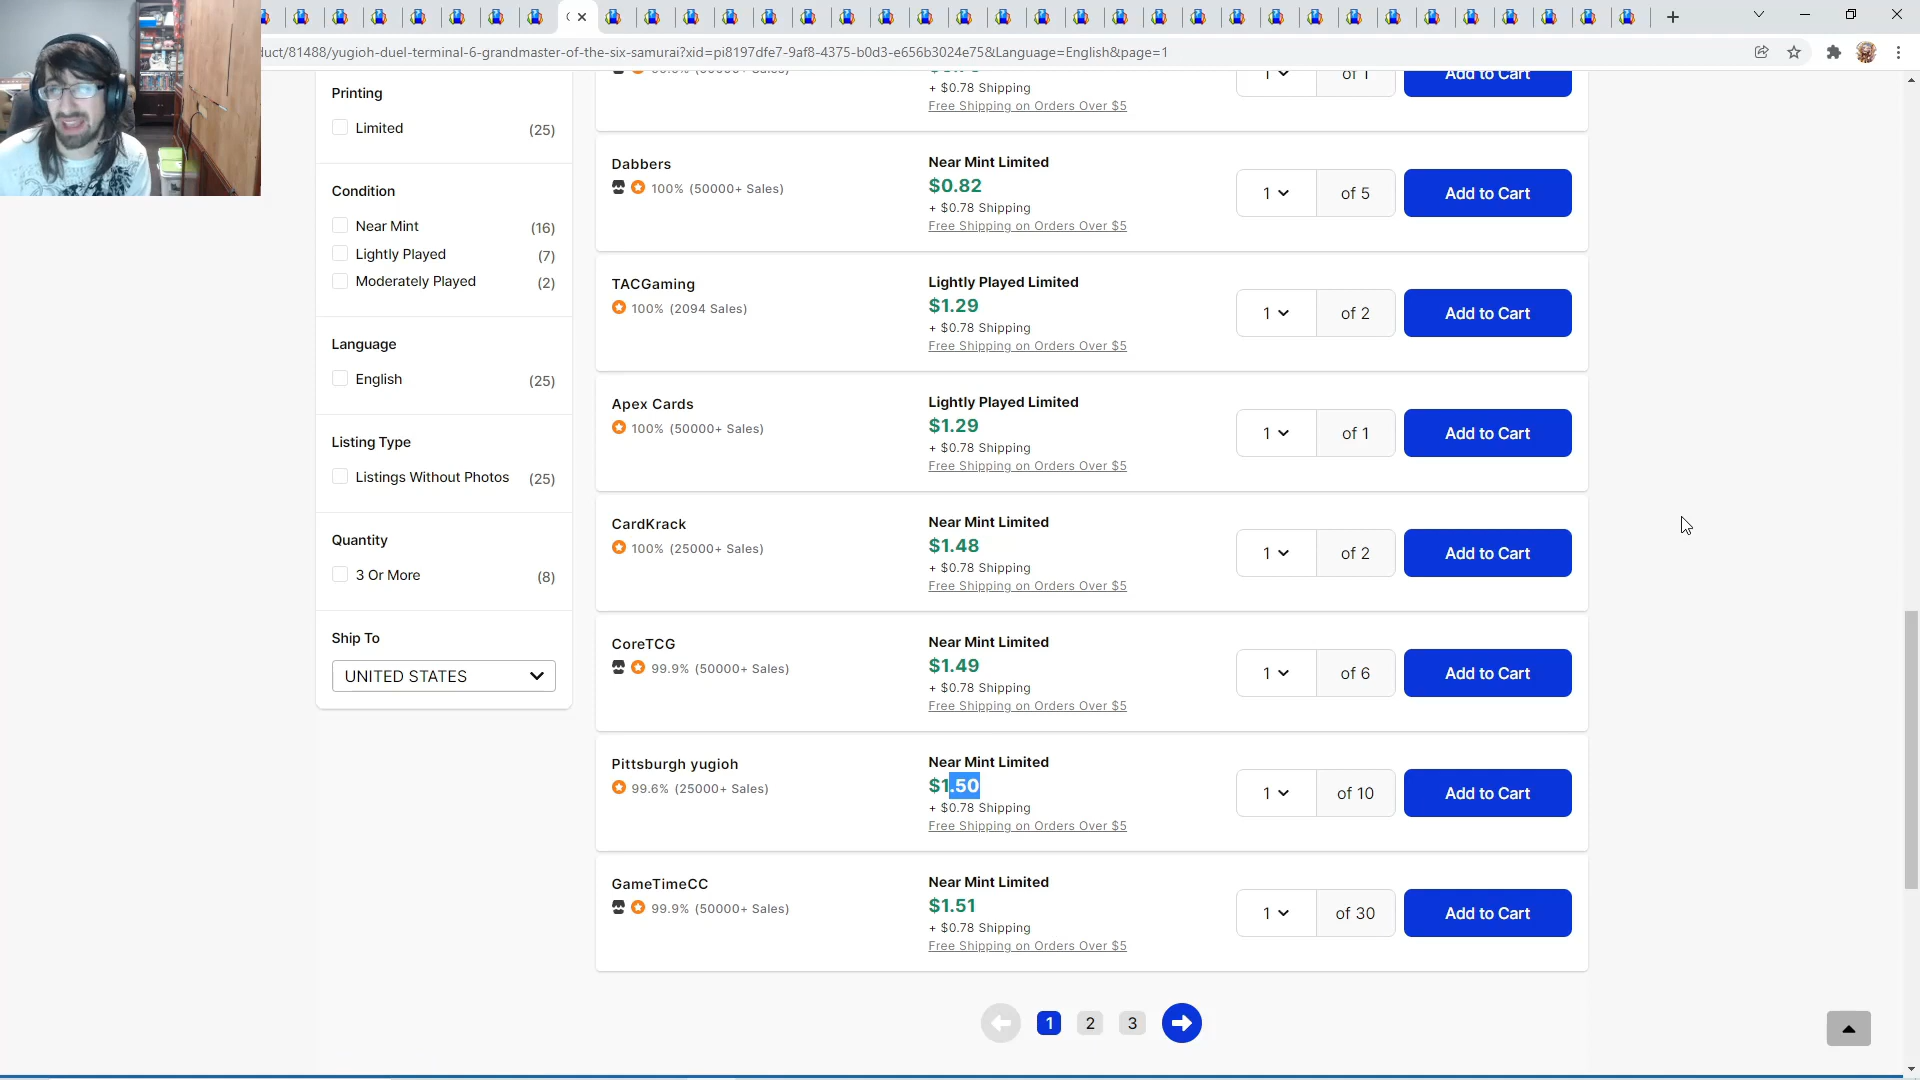 duct/81488/yugioh-duel-terminal-6-grandmaster-of-the-six-samurai?xid=pi8197dfe7-9af8-4375-b0d3-e656b3024e75&Language=English&page=1
Printing
Limited (25)
Condition
Near Mint (16)
Lightly Played (7)
Moderately Played (2)
Language
English (25)
Listing Type
Listings Without Photos (25)
Quantity
3 Or More (8)
Ship To
UNITED STATES
+ $0.78 Shipping
Free Shipping on Orders Over $5
1 of 1 Add to Cart
Dabbers
100% (50000+ Sales)
Near Mint Limited
$0.82
+ $0.78 Shipping
Free Shipping on Orders Over $5
1 of 5 Add to Cart
TACGaming
100% (2094 Sales)
Lightly Played Limited
$1.29
+ $0.78 Shipping
Free Shipping on Orders Over $5
1 of 2 Add to Cart
Apex Cards
100% (50000+ Sales)
Lightly Played Limited
$1.29
+ $0.78 Shipping
Free Shipping on Orders Over $5
1 of 1 Add to Cart
CardKrack
100% (25000+ Sales)
Near Mint Limited
$1.48
+ $0.78 Shipping
Free Shipping on Orders Over $5
1 of 2 Add to Cart
CoreTCG
99.9% (50000+ Sales)
Near Mint Limited
$1.49
+ $0.78 Shipping
Free Shipping on Orders Over $5
1 of 6 Add to Cart
Pittsburgh yugioh
99.6% (25000+ Sales)
Near Mint Limited
$1.50
+ $0.78 Shipping
Free Shipping on Orders Over $5
1 of 10 Add to Cart
GameTimeCC
99.9% (50000+ Sales)
Near Mint Limited
$1.51
+ $0.78 Shipping
Free Shipping on Orders Over $5
1 of 30 Add to Cart
1 2 3